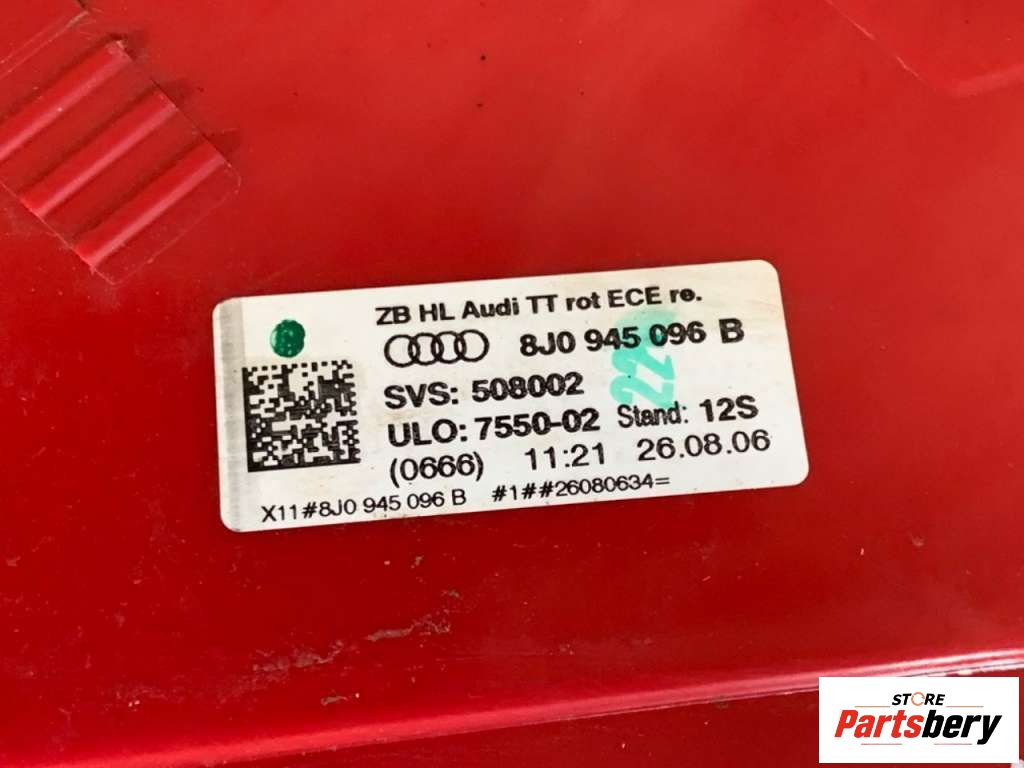 ZB HL Audi TT rot ECE re.
8J0 945 096 B
22
SVS: 508002
ULO: 7550-02 Stand: 12S
(0666) 11:21 26.08.06
X11#8J0 945 096 B #1##26080634=
STORE
Partsbery